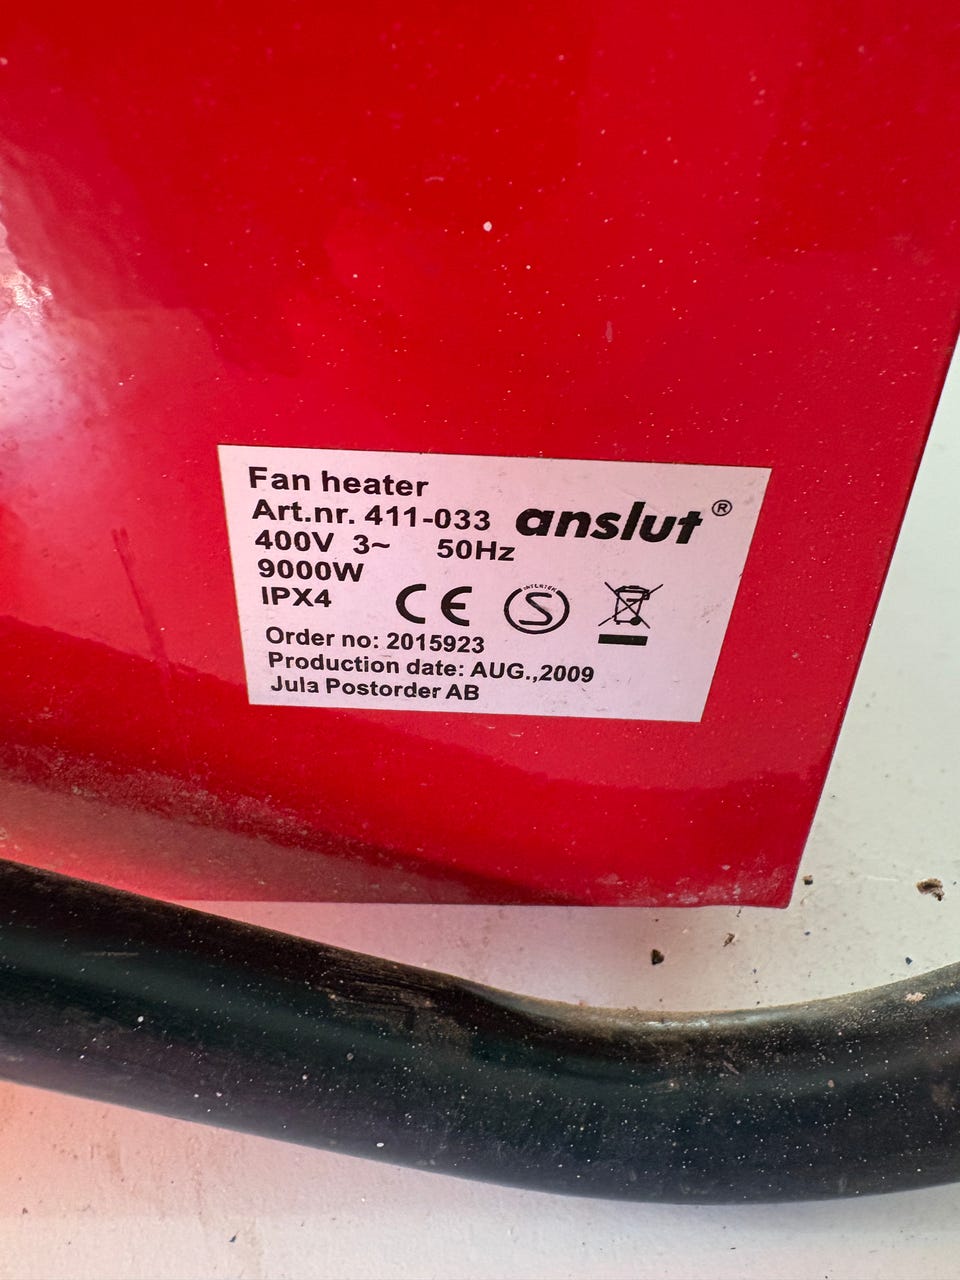 Fan heater
Art.nr. 411-033 anslut®
400V 3~ 50Hz
9000W
IPX4
CE INTERTEK S
Order no: 2015923
Production date: AUG.,2009
Jula Postorder AB